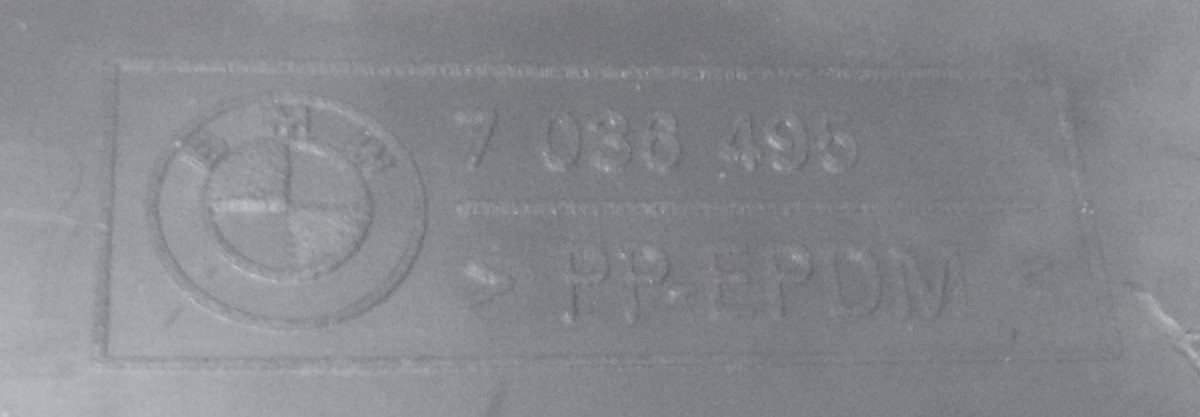 BMW
7 036 495
> PP-EPDM <